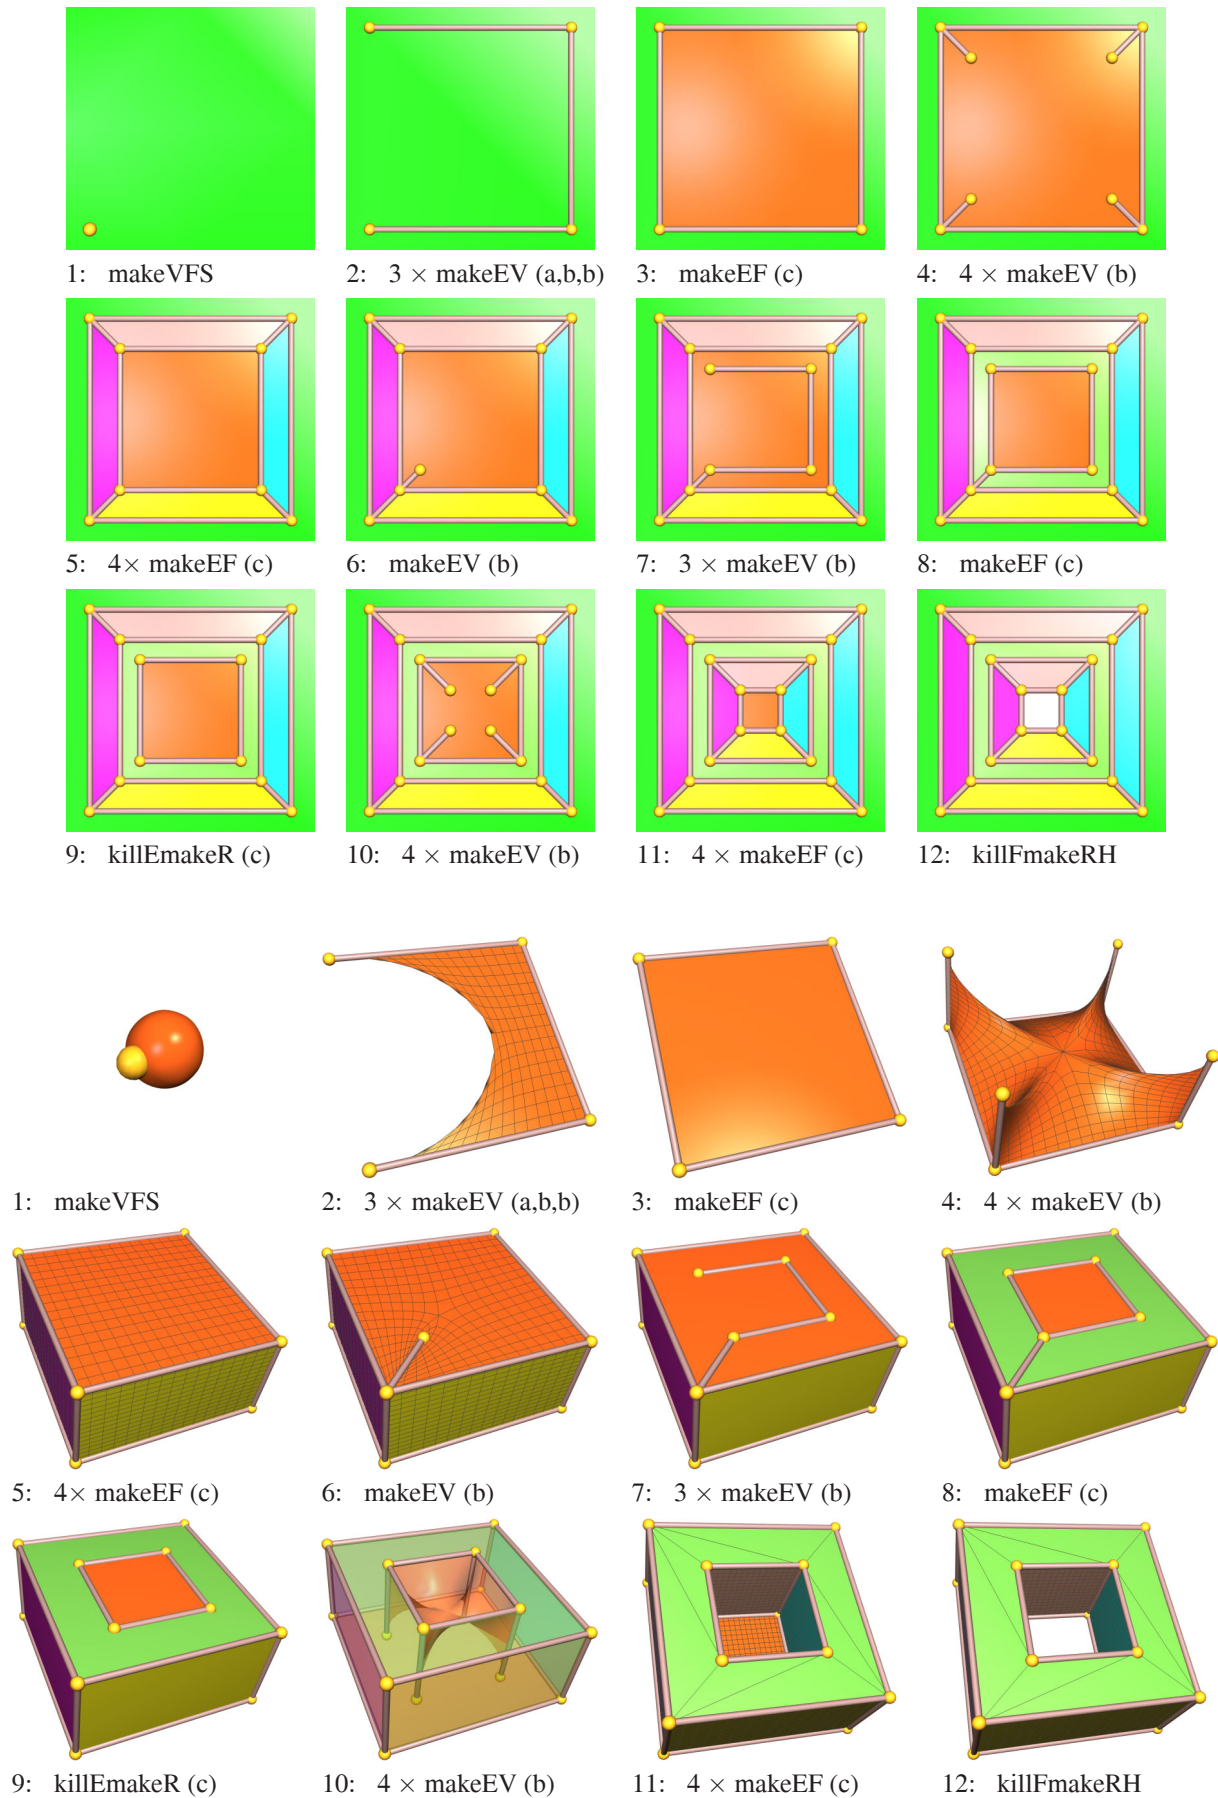 1: makeVFS
2: 3 × makeEV (a,b,b)
3: makeEF (c)
4: 4 × makeEV (b)
5: 4× makeEF (c)
6: makeEV (b)
7: 3 × makeEV (b)
8: makeEF (c)
9: killEmakeR (c)
10: 4 × makeEV (b)
11: 4 × makeEF (c)
12: killFmakeRH
1: makeVFS
2: 3 × makeEV (a,b,b)
3: makeEF (c)
4: 4 × makeEV (b)
5: 4× makeEF (c)
6: makeEV (b)
7: 3 × makeEV (b)
8: makeEF (c)
9: killEmakeR (c)
10: 4 × makeEV (b)
11: 4 × makeEF (c)
12: killFmakeRH